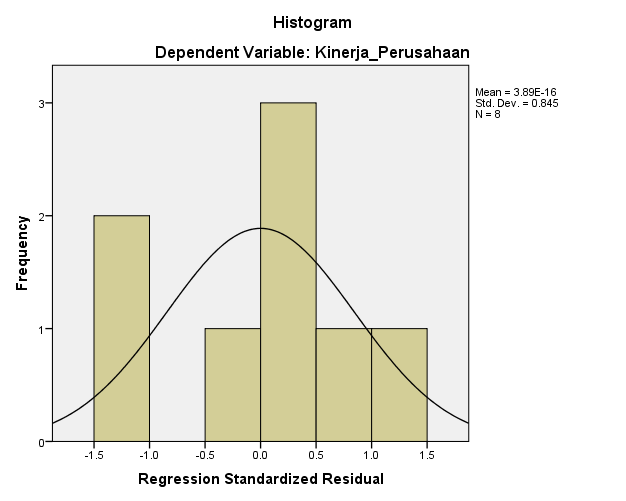 Histogram
Dependent Variable: Kinerja_Perusahaan
Mean = 3.89E-16
Std. Dev. = 0.845
N = 8
Frequency
3
2
1
0
-1.5 -1.0 -0.5 0.0 0.5 1.0 1.5
Regression Standardized Residual